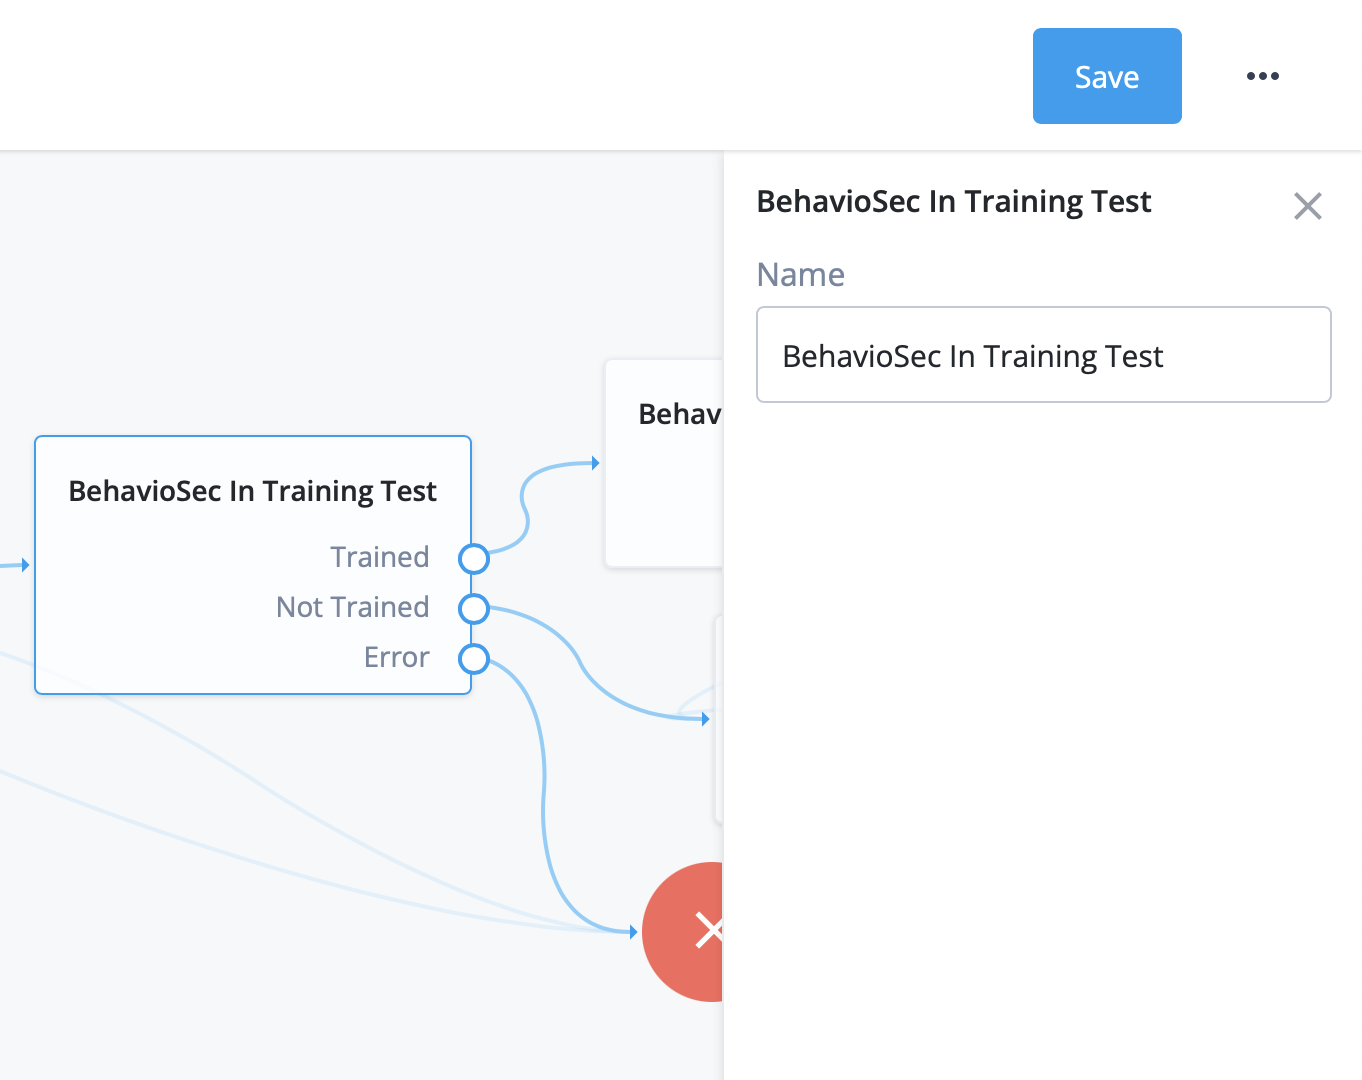 Save
BehavioSec In Training Test
Name
BehavioSec In Training Test
Behav
BehavioSec In Training Test
Trained
Not Trained
Error